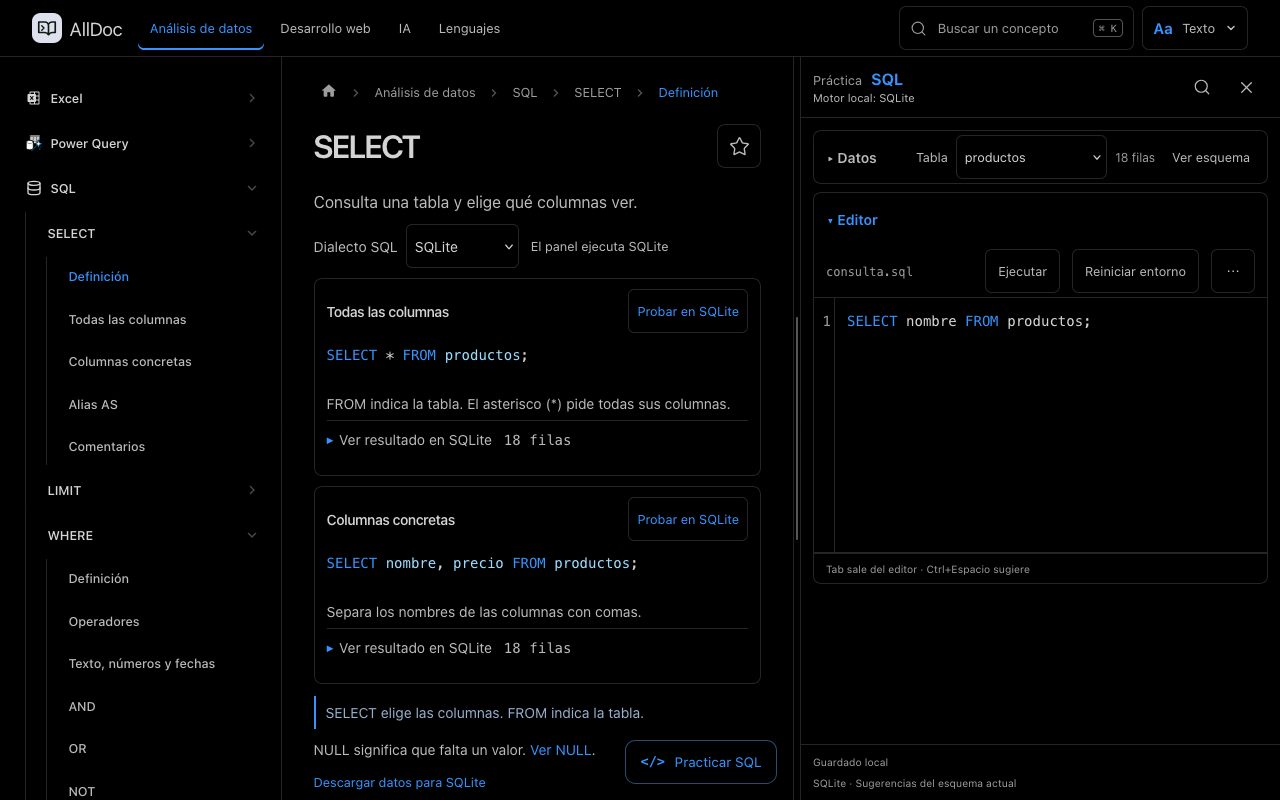 AllDoc
Análisis de datos
Desarrollo web
IA
Lenguajes
Buscar un concepto
⌘ K
Aa Texto
Excel
Power Query
SQL
SELECT
Definición
Todas las columnas
Columnas concretas
Alias AS
Comentarios
LIMIT
WHERE
Definición
Operadores
Texto, números y fechas
AND
OR
NOT
Análisis de datos > SQL > SELECT > Definición
SELECT
Consulta una tabla y elige qué columnas ver.
Dialecto SQL SQLite El panel ejecuta SQLite
Todas las columnas Probar en SQLite
SELECT * FROM productos;
FROM indica la tabla. El asterisco (*) pide todas sus columnas.
▸ Ver resultado en SQLite 18 filas
Columnas concretas Probar en SQLite
SELECT nombre, precio FROM productos;
Separa los nombres de las columnas con comas.
▸ Ver resultado en SQLite 18 filas
SELECT elige las columnas. FROM indica la tabla.
NULL significa que falta un valor. Ver NULL.
</> Practicar SQL
Descargar datos para SQLite
Práctica SQL
Motor local: SQLite
▸ Datos Tabla productos 18 filas Ver esquema
▾ Editor
consulta.sql Ejecutar Reiniciar entorno ...
1 SELECT nombre FROM productos;
Tab sale del editor · Ctrl+Espacio sugiere
Guardado local
SQLite · Sugerencias del esquema actual